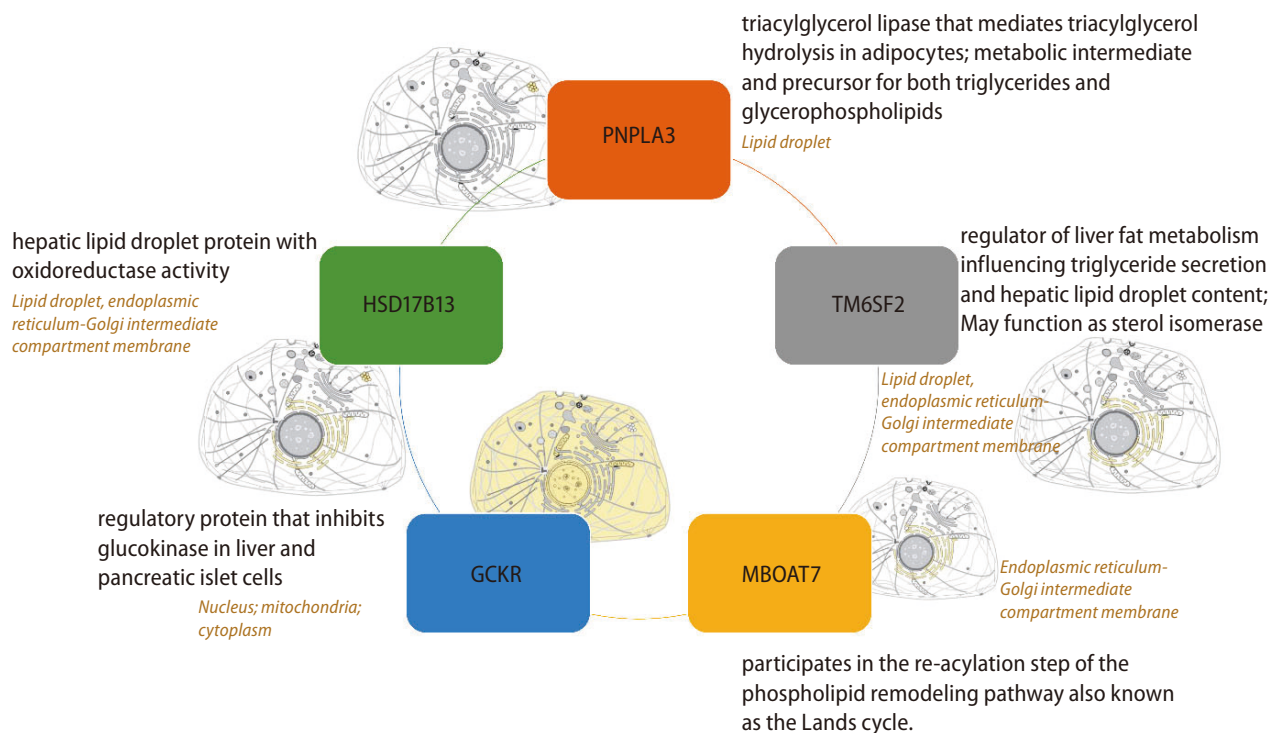 triacylglycerol lipase that mediates triacylglycerol
hydrolysis in adipocytes; metabolic intermediate
and precursor for both triglycerides and
glycerophospholipids
Lipid droplet
PNPLA3
hepatic lipid droplet protein with
oxidoreductase activity
Lipid droplet, endoplasmic
reticulum-Golgi intermediate
compartment membrane
HSD17B13
TM6SF2
regulator of liver fat metabolism
influencing triglyceride secretion
and hepatic lipid droplet content;
May function as sterol isomerase
Lipid droplet,
endoplasmic reticulum-
Golgi intermediate
compartment membrane
regulatory protein that inhibits
glucokinase in liver and
pancreatic islet cells
Nucleus; mitochondria;
cytoplasm
GCKR
MBOAT7
Endoplasmic reticulum-
Golgi intermediate
compartment membrane
participates in the re-acylation step of the
phospholipid remodeling pathway also known
as the Lands cycle.